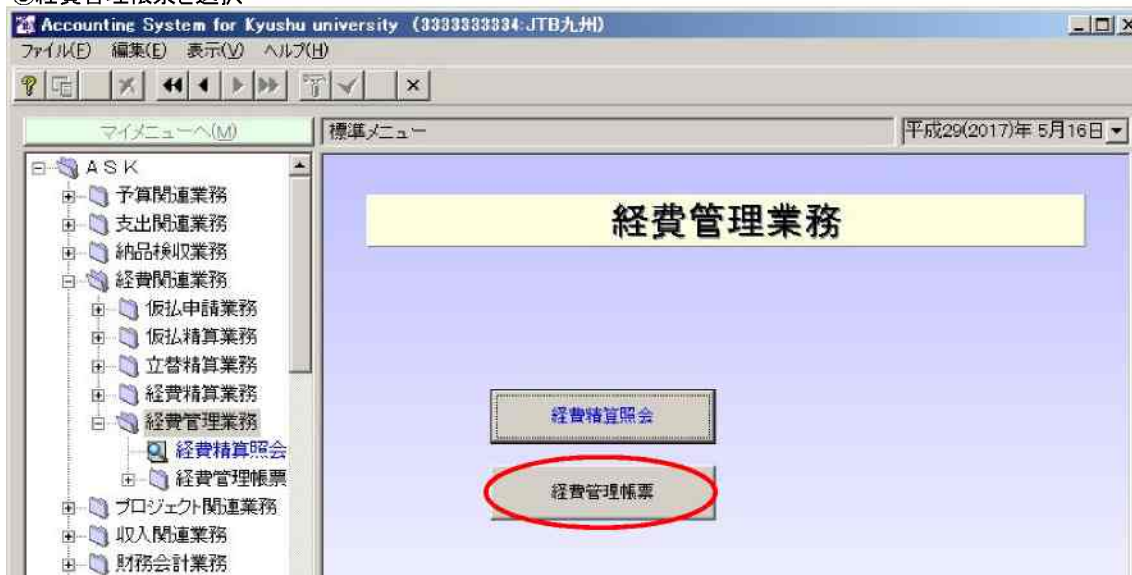 Accounting System for Kyushu university (3333333334:JTB九州)
ファイル(F) 編集(E) 表示(V) ヘルプ(H)
マイメニューへ(M)
標準メニュー
平成29(2017)年 5月16日
ASK
予算関連業務
支出関連業務
納品検収業務
経費関連業務
仮払申請業務
仮払精算業務
立替精算業務
経費精算業務
経費管理業務
経費精算照会
経費管理帳票
プロジェクト関連業務
収入関連業務
財務会計業務
経費管理業務
経費精算照会
経費管理帳票